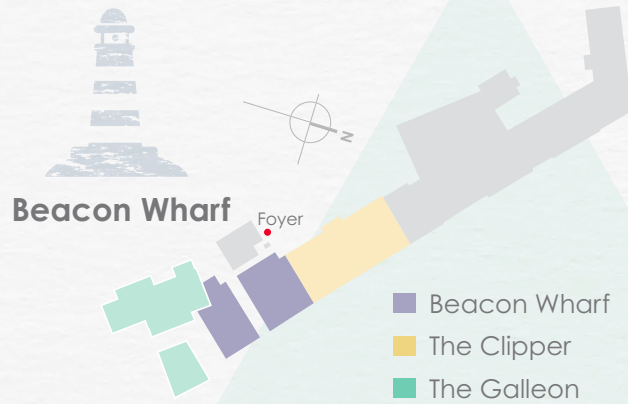 N
Beacon Wharf
Foyer
Beacon Wharf
The Clipper
The Galleon